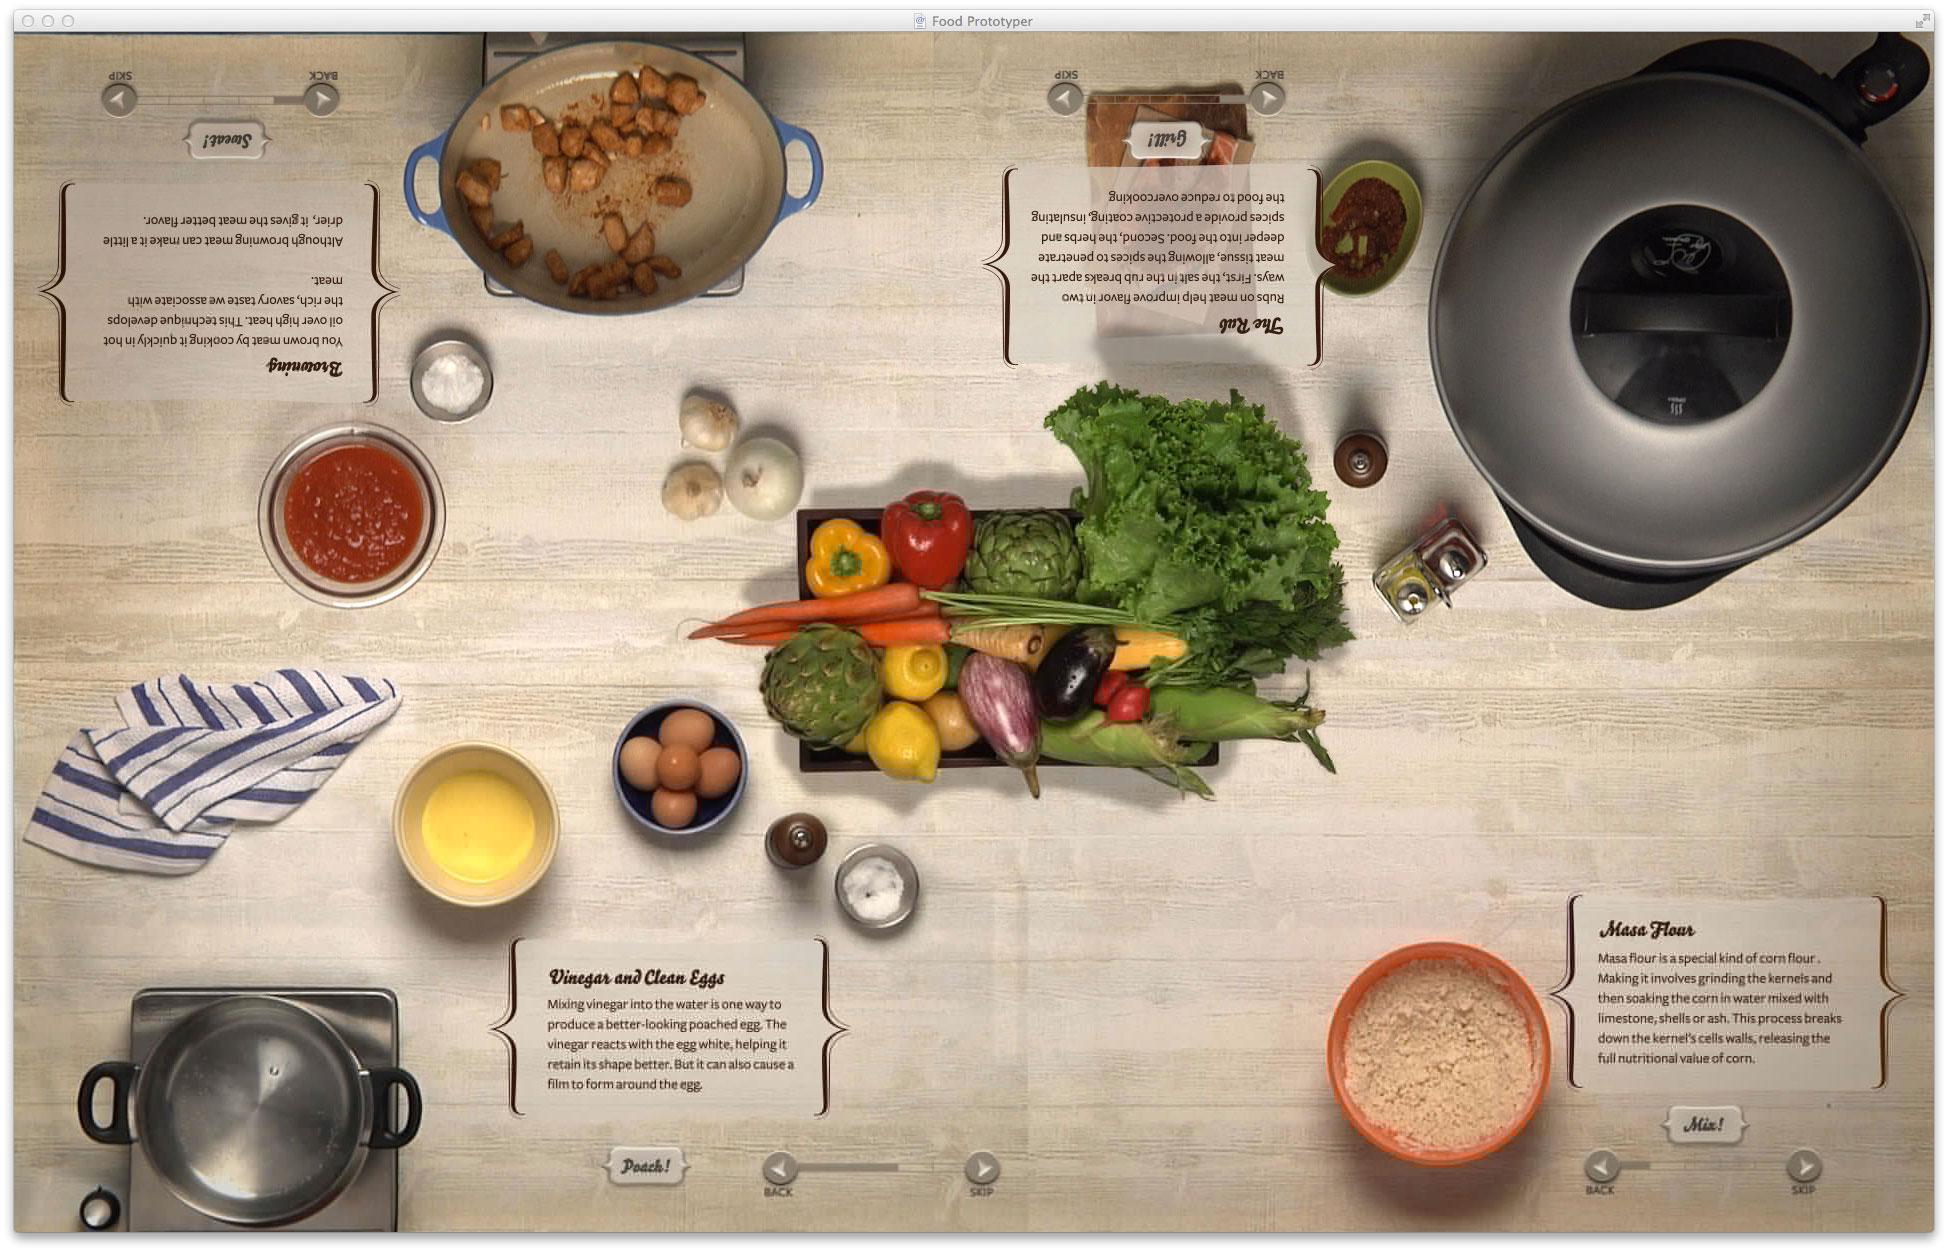 Food Prototyper
SKIP
BACK
Sweat!
Browning
You brown meat by cooking it quickly in hot
oil over high heat. This technique develops
the rich, savory taste we associate with
meat.
Although browning meat can make it a little
drier, it gives the meat better flavor.
SKIP
BACK
Grill!
The Rub
Rubs on meat help improve flavor in two
ways. First, the salt in the rub breaks apart the
meat tissue, allowing the spices to penetrate
deeper into the food. Second, the herbs and
spices provide a protective coating, insulating
the food to reduce overcooking
Vinegar and Clean Eggs
Mixing vinegar into the water is one way to
produce a better-looking poached egg. The
vinegar reacts with the egg white, helping it
retain its shape better. But it can also cause a
film to form around the egg.
Poach!
BACK
SKIP
Masa Flour
Masa flour is a special kind of corn flour .
Making it involves grinding the kernels and
then soaking the corn in water mixed with
limestone, shells or ash. This process breaks
down the kernel's cells walls, releasing the
full nutritional value of corn.
Mix!
BACK
SKIP